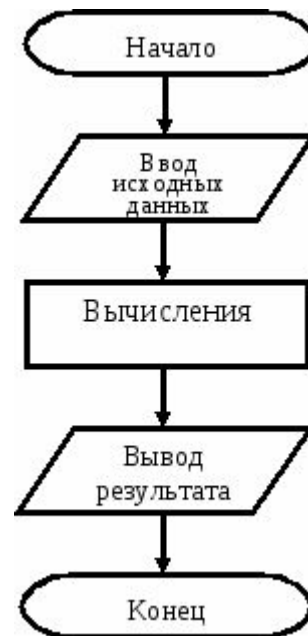 Начало
Ввод
исходных
данных
Вычисления
Вывод
результата
Конец